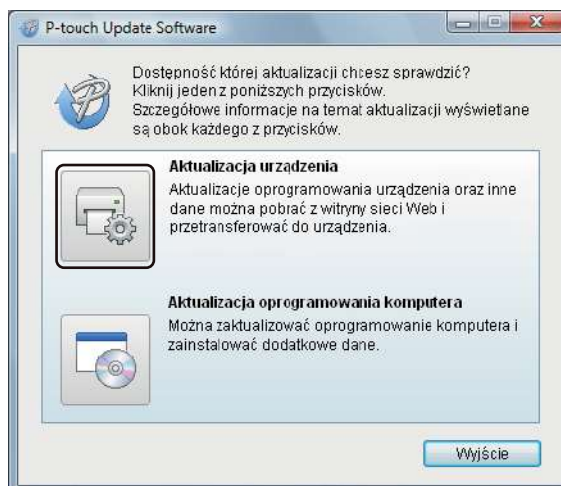 P-touch Update Software
Dostępność której aktualizacji chcesz sprawdzić?
Kliknij jeden z poniższych przycisków.
Szczegółowe informacje na temat aktualizacji wyświetlane
są obok każdego z przycisków.
Aktualizacja urządzenia
Aktualizacje oprogramowania urządzenia oraz inne
dane można pobrać z witryny sieci Web i
przetransferować do urządzenia.
Aktualizacja oprogramowania komputera
Można zaktualizować oprogramowanie komputera i
zainstalować dodatkowe dane.
Wyjście